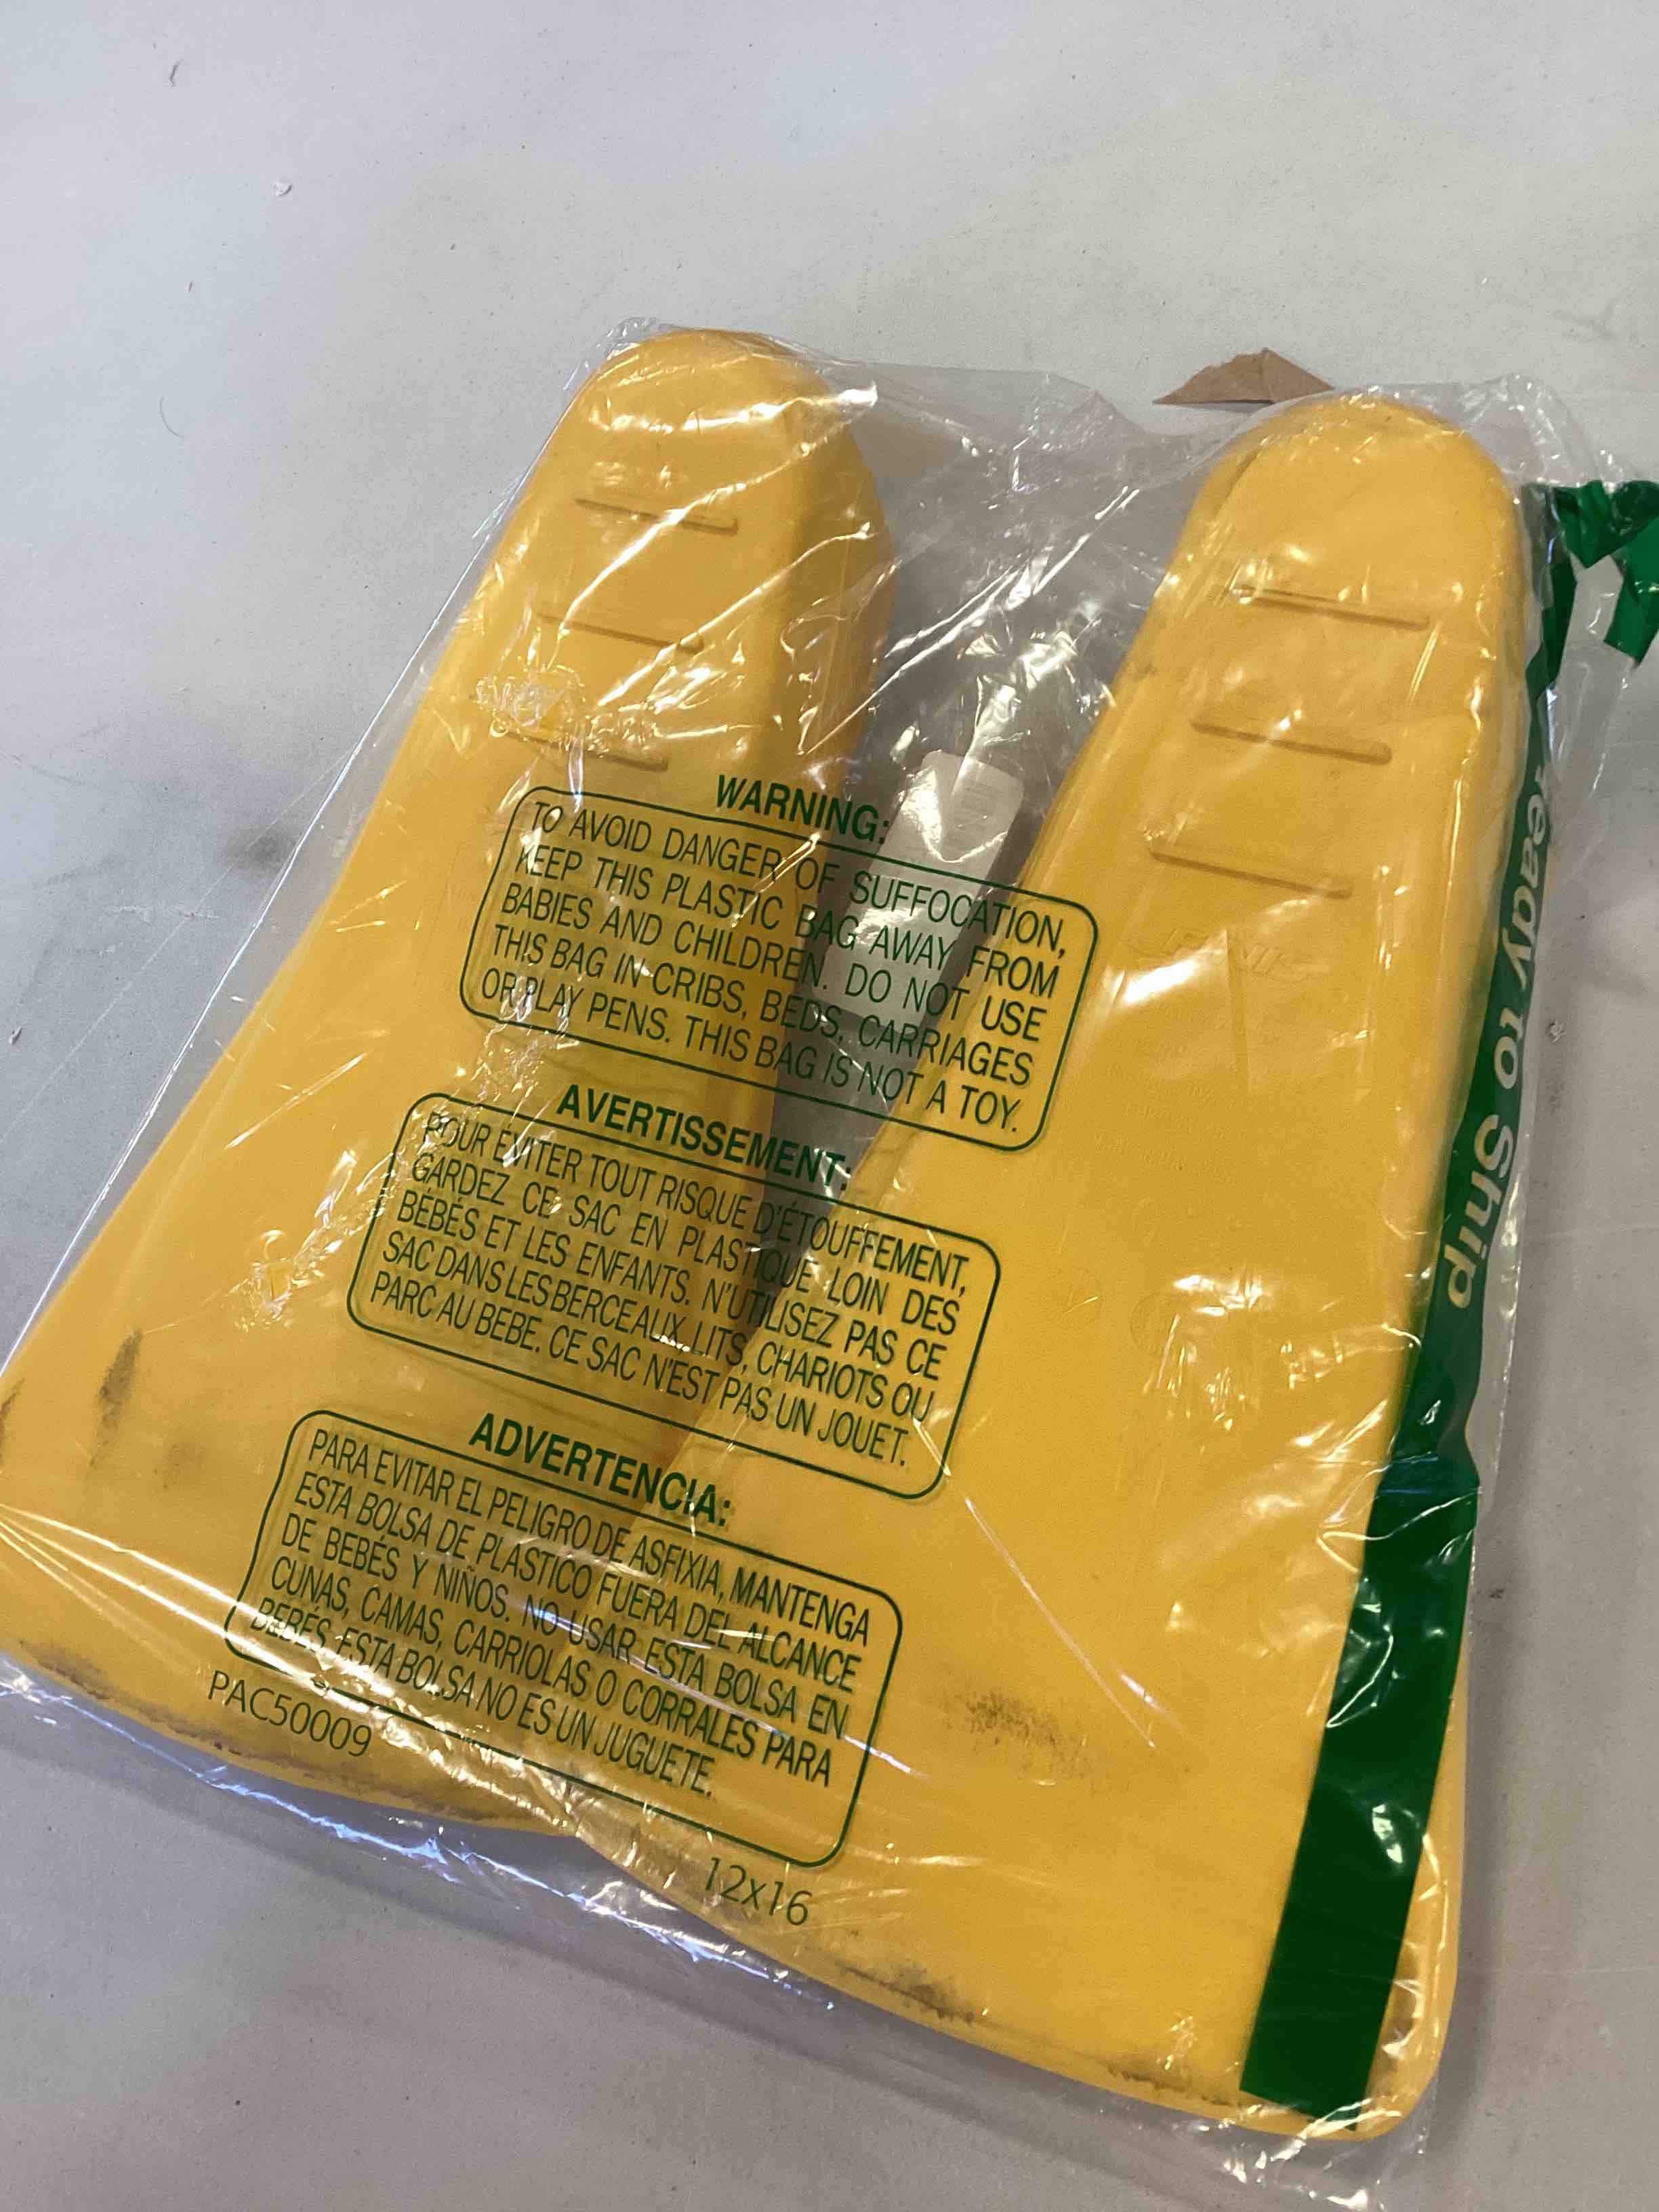 WARNING:
TO AVOID DANGER OF SUFFOCATION,
KEEP THIS PLASTIC BAG AWAY FROM
BABIES AND CHILDREN. DO NOT USE
THIS BAG IN CRIBS, BEDS, CARRIAGES
OR PLAY PENS. THIS BAG IS NOT A TOY.
AVERTISSEMENT:
POUR ÉVITER TOUT RISQUE D'ÉTOUFFEMENT,
GARDEZ CE SAC EN PLASTIQUE LOIN DES
BÉBÉS ET LES ENFANTS. N'UTILISEZ PAS CE
SAC DANS LES BERCEAUX, LITS, CHARIOTS OU
PARC AU BEBE. CE SAC N'EST PAS UN JOUET.
ADVERTENCIA:
PARA EVITAR EL PELIGRO DE ASFIXIA, MANTENGA
ESTA BOLSA DE PLASTICO FUERA DEL ALCANCE
DE BEBÉS Y NIÑOS. NO USAR ESTA BOLSA EN
CUNAS, CAMAS, CARRIOLAS O CORRALES PARA
BEBÉS. ESTA BOLSA NO ES UN JUGUETE.
PAC50009
12x16
ready to Ship